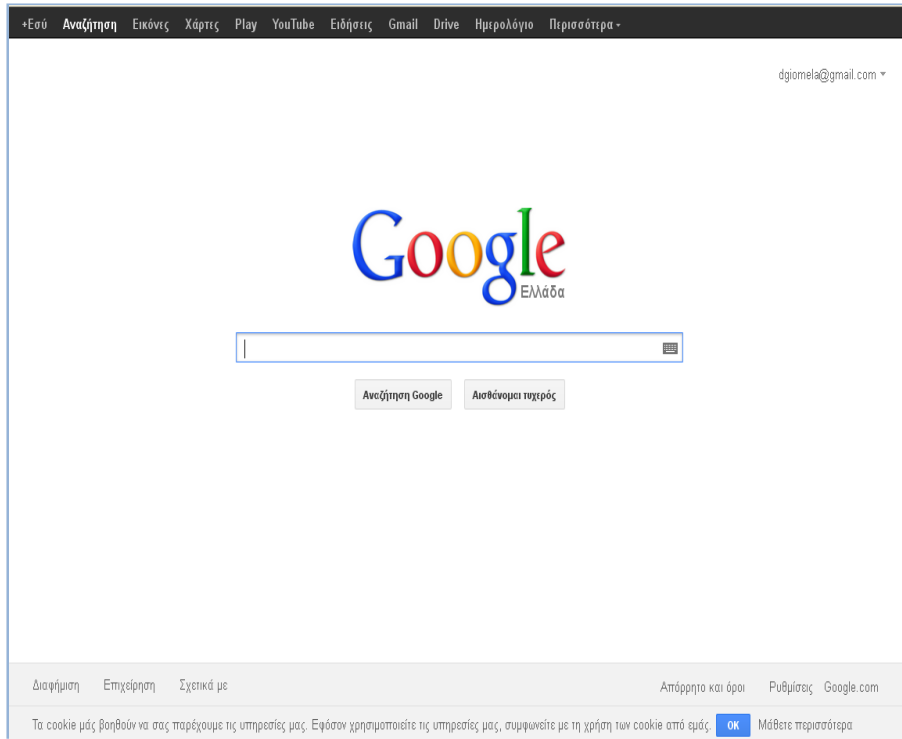 +Εσύ Αναζήτηση Εικόνες Χάρτες Play YouTube Ειδήσεις Gmail Drive Ημερολόγιο Περισσότερα
dgiomela@gmail.com
Google
Ελλάδα
Αναζήτηση Google Αισθάνομαι τυχερός
Διαφήμιση Επιχείρηση Σχετικά με Απόρρητο και όροι Ρυθμίσεις Google.com
Τα cookie μάς βοηθούν να σας παρέχουμε τις υπηρεσίες μας. Εφόσον χρησιμοποιείτε τις υπηρεσίες μας, συμφωνείτε με τη χρήση των cookie από εμάς. OK Μάθετε περισσότερα